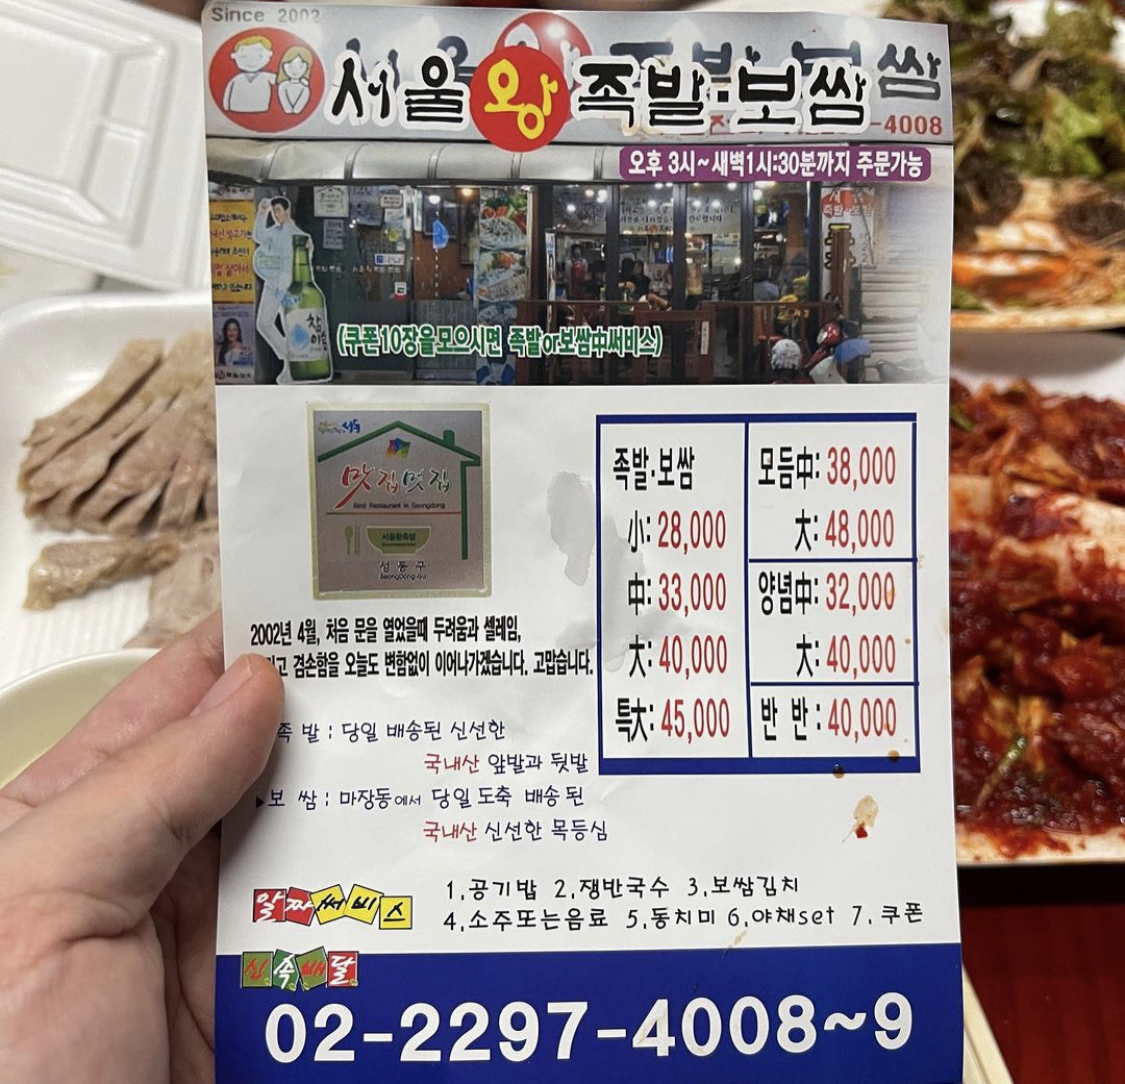 Since 2002
서울왕족발·보쌈
-4008
오후 3시~새벽1시:30분까지 주문가능
(쿠폰10장을모으시면 족발or보쌈中써비스)
맛집멋집
Best Restaurant in Seongdong
서울왕족발
성동구
SeongDong-GU
2002년 4월, 처음 문을 열었을때 두려움과 설레임,
겸손함을 오늘도 변함없이 이어나가겠습니다. 고맙습니다.
족발·보쌈
小: 28,000
中: 33,000
大: 40,000
특大: 45,000
모듬中: 38,000
大: 48,000
양념中: 32,000
大: 40,000
반 반 : 40,000
족 발 : 당일 배송된 신선한
국내산 앞발과 뒷발
▶보 쌈 : 마장동에서 당일 도축 배송 된
국내산 신선한 목등심
알짜써비스
1.공기밥 2.쟁반국수 3.보쌈김치
4.소주또는음료 5.동치미 6.야채set 7.쿠폰
신속배달
02-2297-4008~9